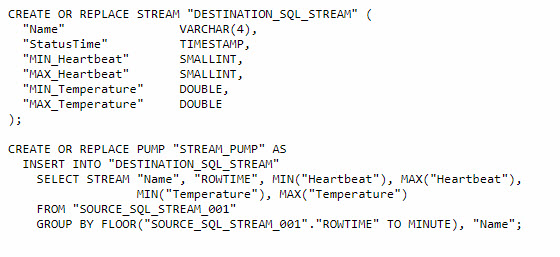 CREATE OR REPLACE STREAM "DESTINATION_SQL_STREAM" (
  "Name"               VARCHAR(4),
  "StatusTime"         TIMESTAMP,
  "MIN_Heartbeat"      SMALLINT,
  "MAX_Heartbeat"      SMALLINT,
  "MIN_Temperature"    DOUBLE,
  "MAX_Temperature"    DOUBLE
);

CREATE OR REPLACE PUMP "STREAM_PUMP" AS
  INSERT INTO "DESTINATION_SQL_STREAM"
    SELECT STREAM "Name", "ROWTIME", MIN("Heartbeat"), MAX("Heartbeat"),
                  MIN("Temperature"), MAX("Temperature")
    FROM "SOURCE_SQL_STREAM_001"
    GROUP BY FLOOR("SOURCE_SQL_STREAM_001"."ROWTIME" TO MINUTE), "Name";